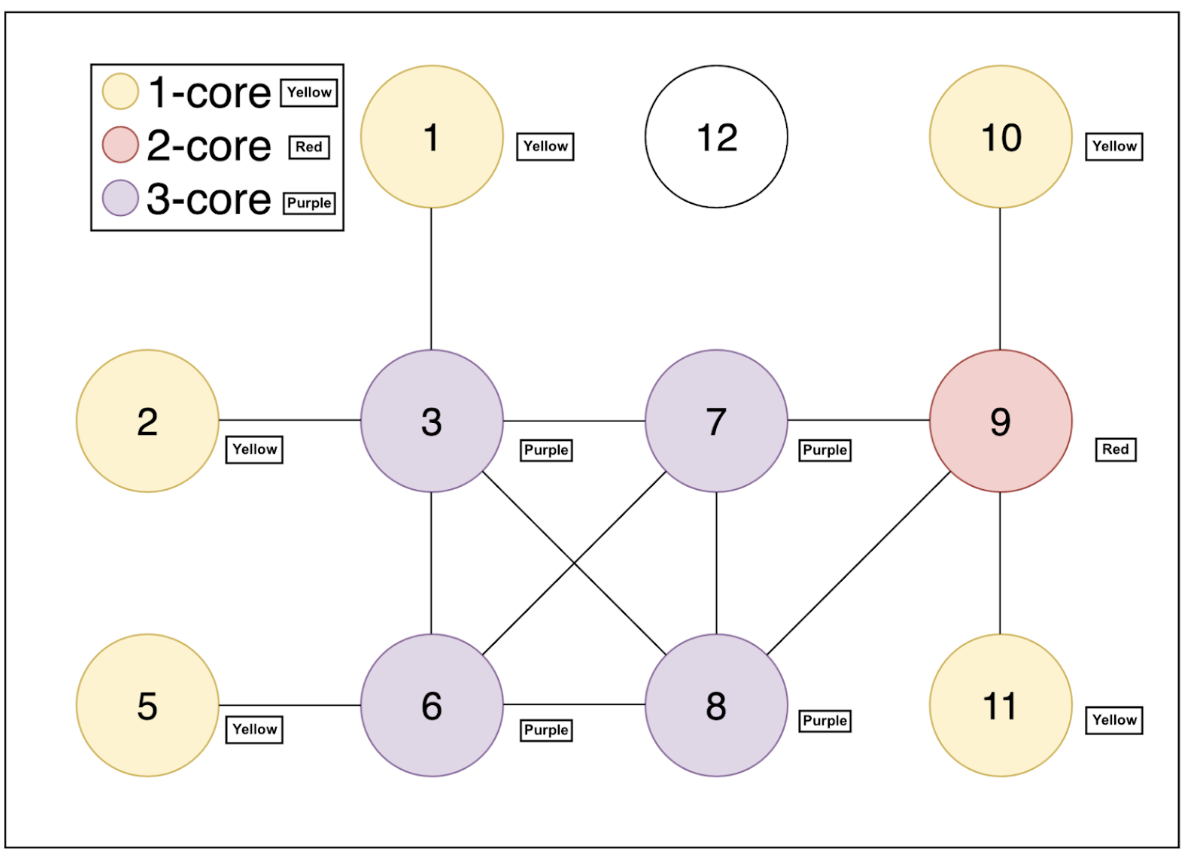 1-core Yellow
2-core Red
3-core Purple
1 Yellow
12
10 Yellow
2 Yellow
3 Purple
7 Purple
9 Red
5 Yellow
6 Purple
8 Purple
11 Yellow